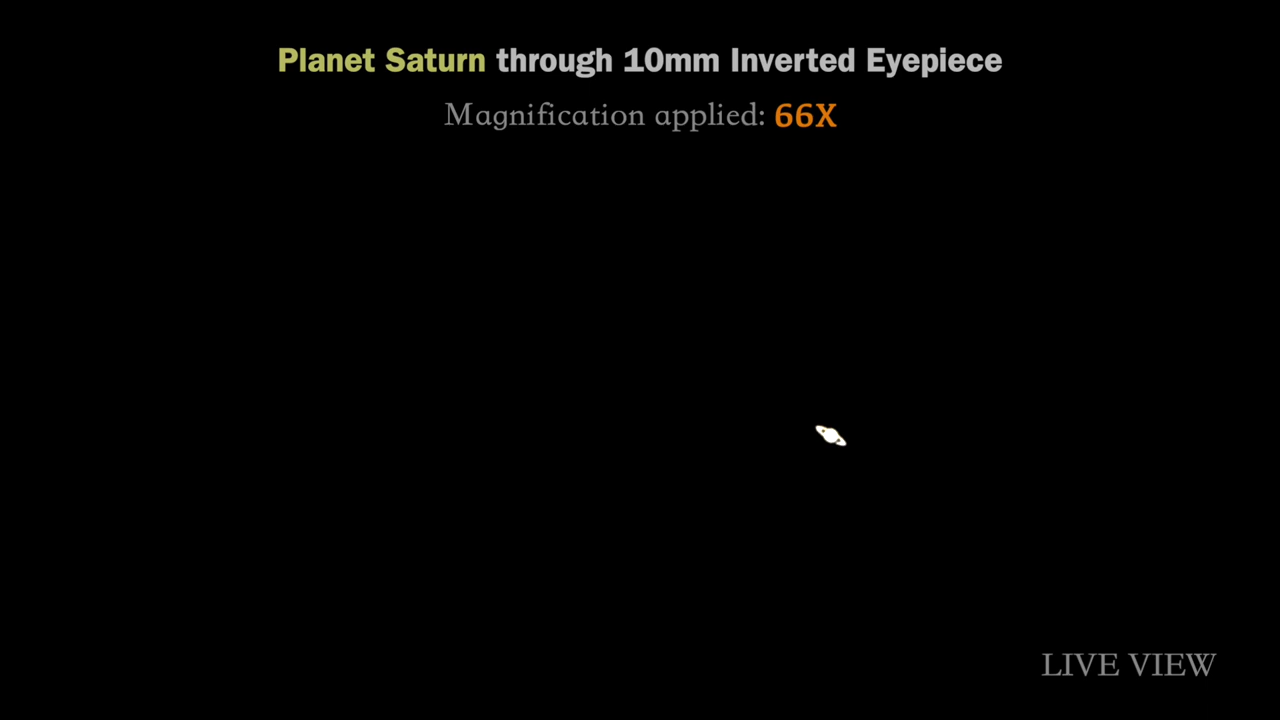 Planet Saturn through 10mm Inverted Eyepiece
Magnification applied: 66X
LIVE VIEW